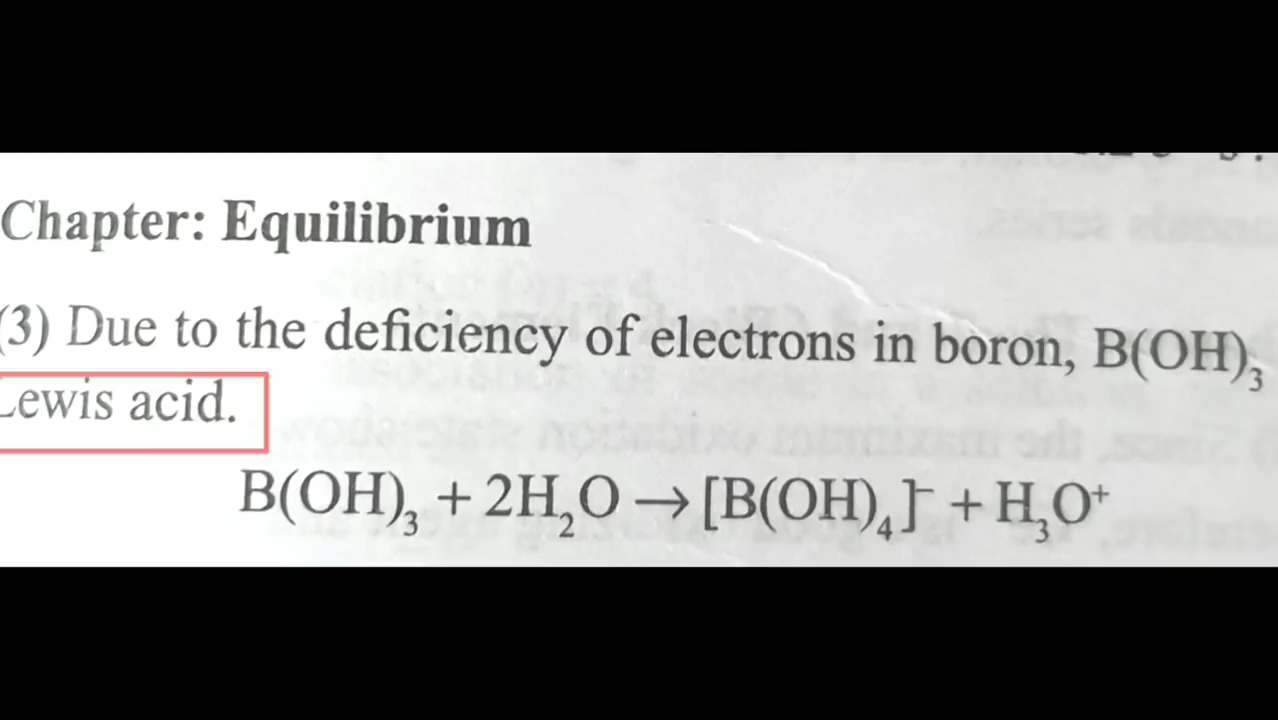 Chapter: Equilibrium
(3) Due to the deficiency of electrons in boron, B(OH)₃
Lewis acid.
B(OH)₃ + 2H₂O → [B(OH)₄]⁻ + H₃O⁺